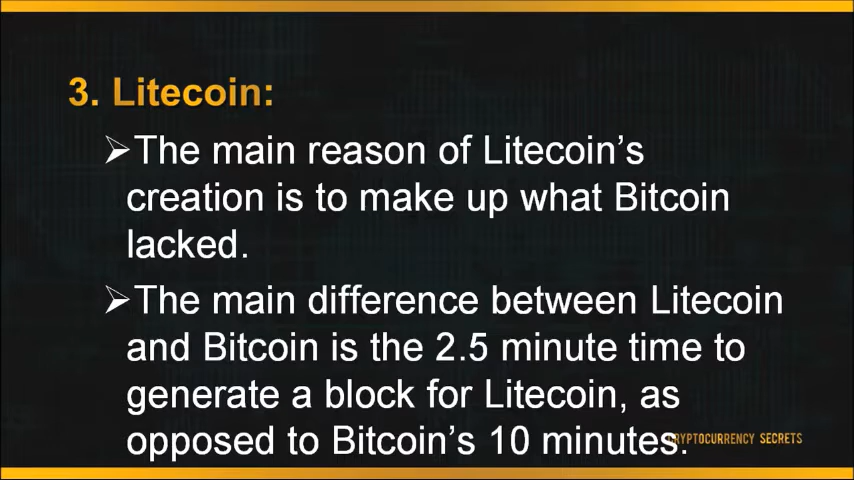 3. Litecoin:
➢The main reason of Litecoin’s
creation is to make up what Bitcoin
lacked.
➢The main difference between Litecoin
and Bitcoin is the 2.5 minute time to
generate a block for Litecoin, as
opposed to Bitcoin’s 10 minutes.
CRYPTOCURRENCY SECRETS